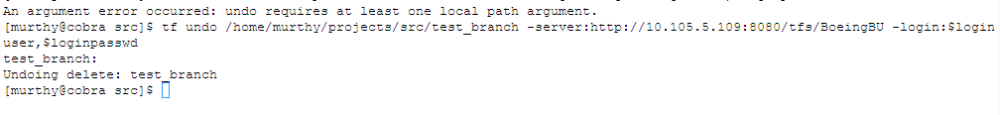 An argument error occurred: undo requires at least one local path argument.
[murthy@cobra src]$ tf undo /home/murthy/projects/src/test_branch -server:http://10.105.5.109:8080/tfs/BoeingBU -login:$login
user,$loginpasswd
test_branch:
Undoing delete: test_branch
[murthy@cobra src]$